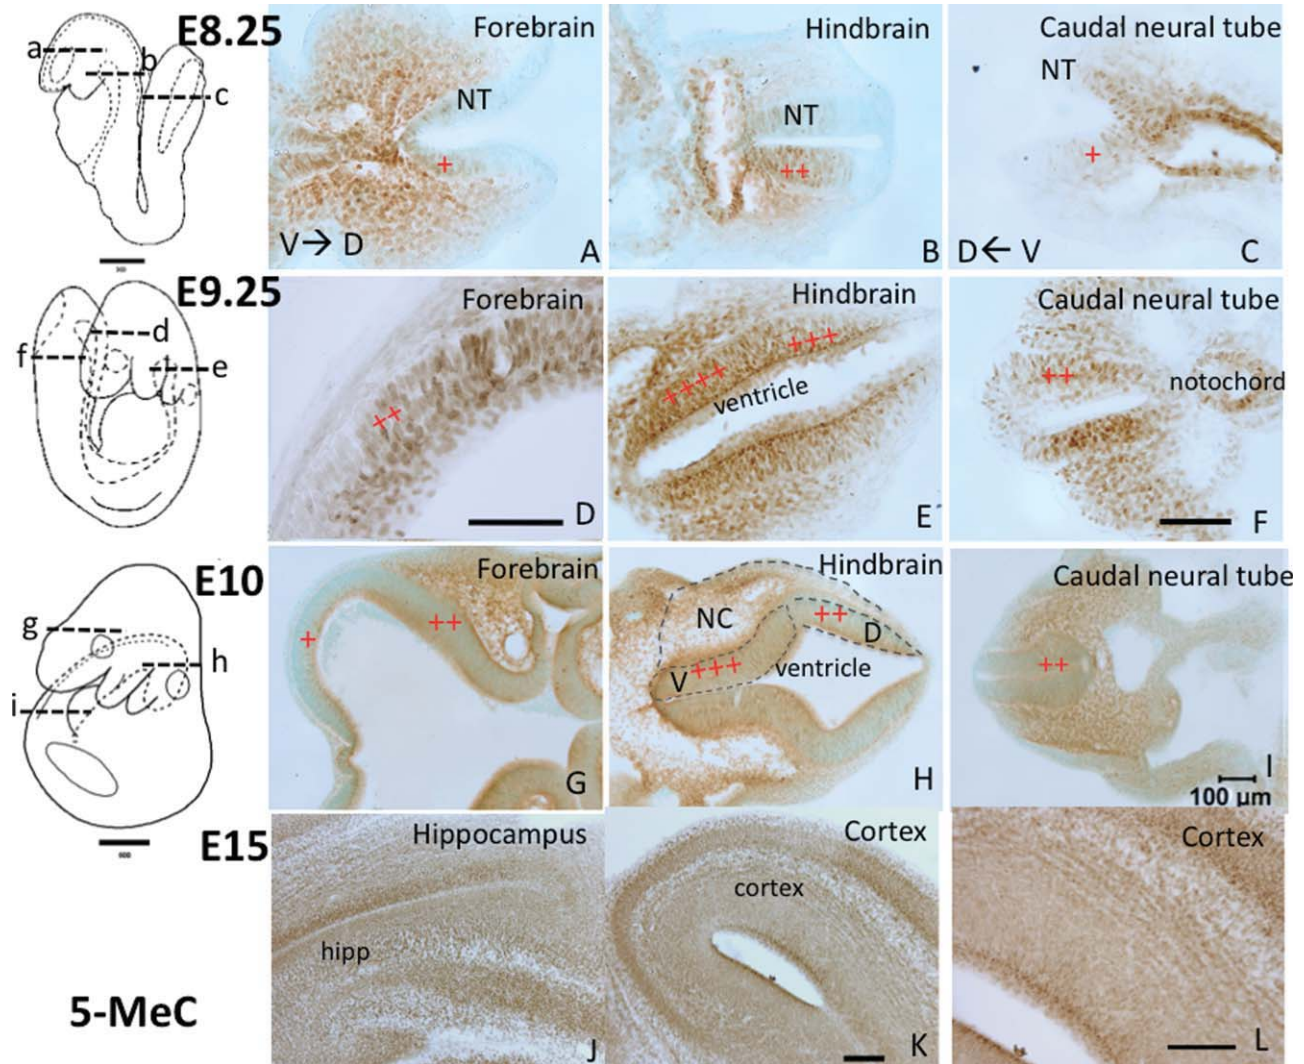 E8.25
a
b
c
Forebrain
NT
+
V→ D
A
Hindbrain
NT
++
B
Caudal neural tube
NT
+
D← V
C
E9.25
d
f
e
Forebrain
++
D
Hindbrain
+++
++++
ventricle
E
Caudal neural tube
++
notochord
F
E10
g
h
i
Forebrain
++
+
G
Hindbrain
NC
++
D
+++
V
ventricle
H
Caudal neural tube
++
I
100 µm
E15
5-MeC
Hippocampus
hipp
J
Cortex
cortex
K
Cortex
L